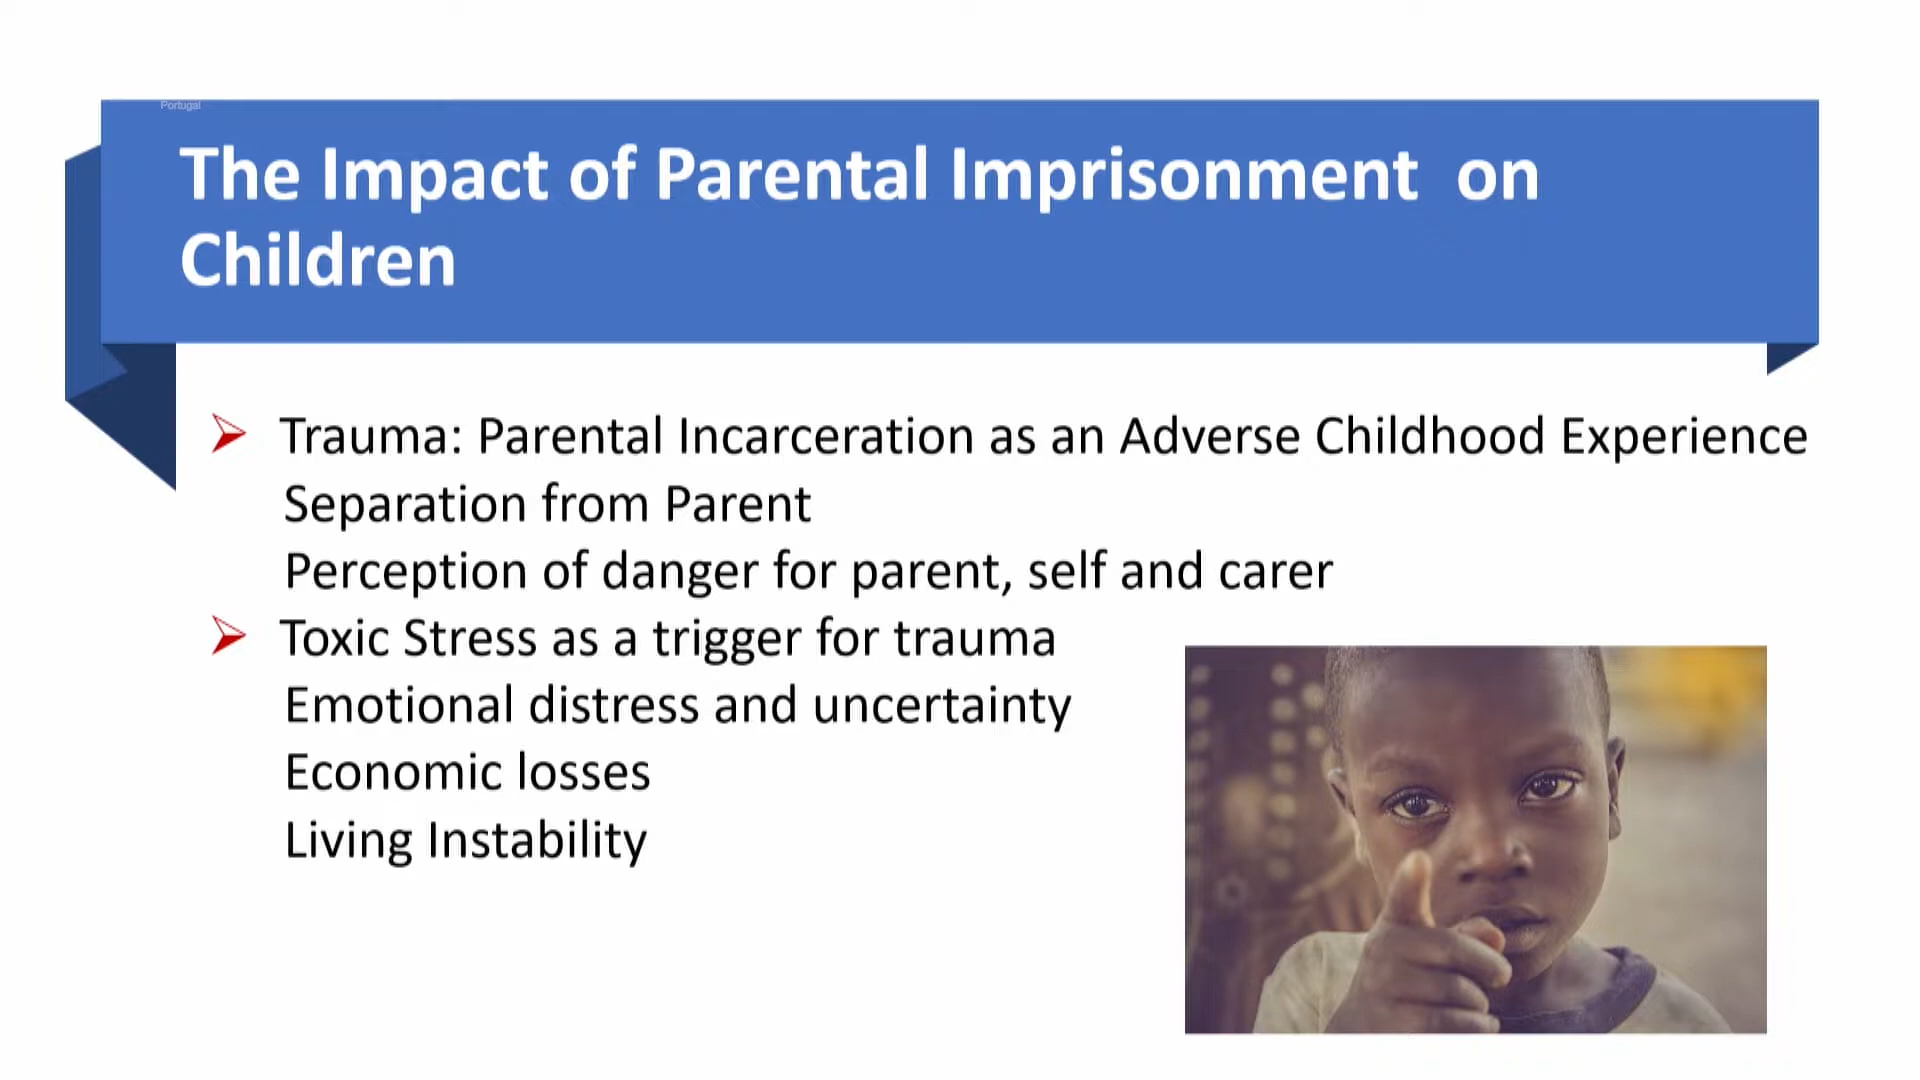 Portugal
The Impact of Parental Imprisonment on
Children
Trauma: Parental Incarceration as an Adverse Childhood Experience
Separation from Parent
Perception of danger for parent, self and carer
Toxic Stress as a trigger for trauma
Emotional distress and uncertainty
Economic losses
Living Instability